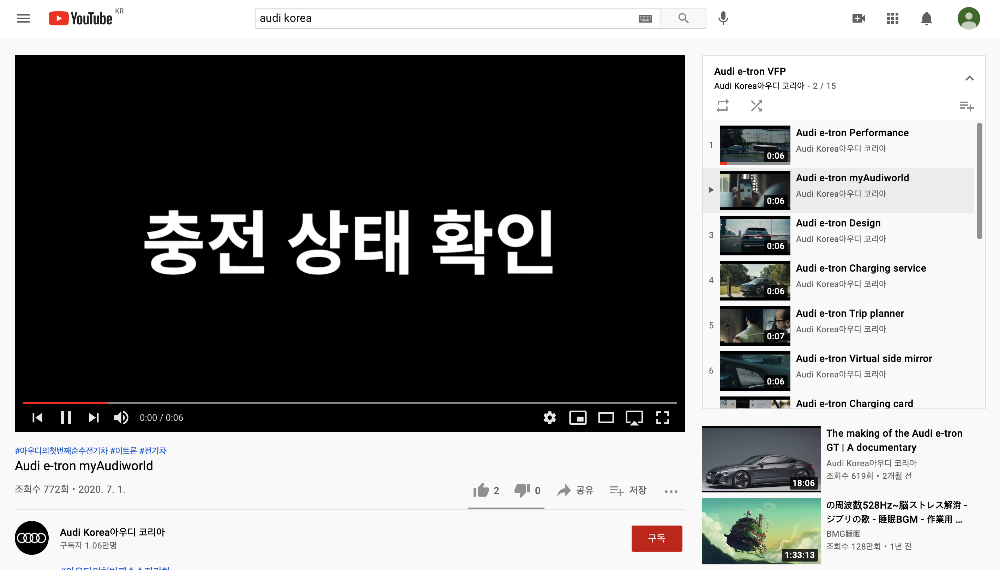 YouTube KR
audi korea
충전 상태 확인
0:00 / 0:06
#아우디의첫번째순수전기차 #이트론 #전기차
Audi e-tron myAudiworld
조회수 772회 • 2020. 7. 1.
2
0
공유
저장
Audi Korea아우디 코리아
구독자 1.06만명
구독
Audi e-tron VFP
Audi Korea아우디 코리아 - 2 / 15
1
0:06
Audi e-tron Performance
Audi Korea아우디 코리아
0:06
Audi e-tron myAudiworld
Audi Korea아우디 코리아
3
0:06
Audi e-tron Design
Audi Korea아우디 코리아
4
0:06
Audi e-tron Charging service
Audi Korea아우디 코리아
5
0:07
Audi e-tron Trip planner
Audi Korea아우디 코리아
6
0:06
Audi e-tron Virtual side mirror
Audi Korea아우디 코리아
Audi e-tron Charging card
18:06
The making of the Audi e-tron
GT | A documentary
Audi Korea아우디 코리아
조회수 619회 • 2개월 전
1:33:13
の周波数528Hz~脳ストレス解消 -
ジブリの歌 - 睡眠BGM - 作業用 ...
BMG睡眠
조회수 128만회 • 1년 전